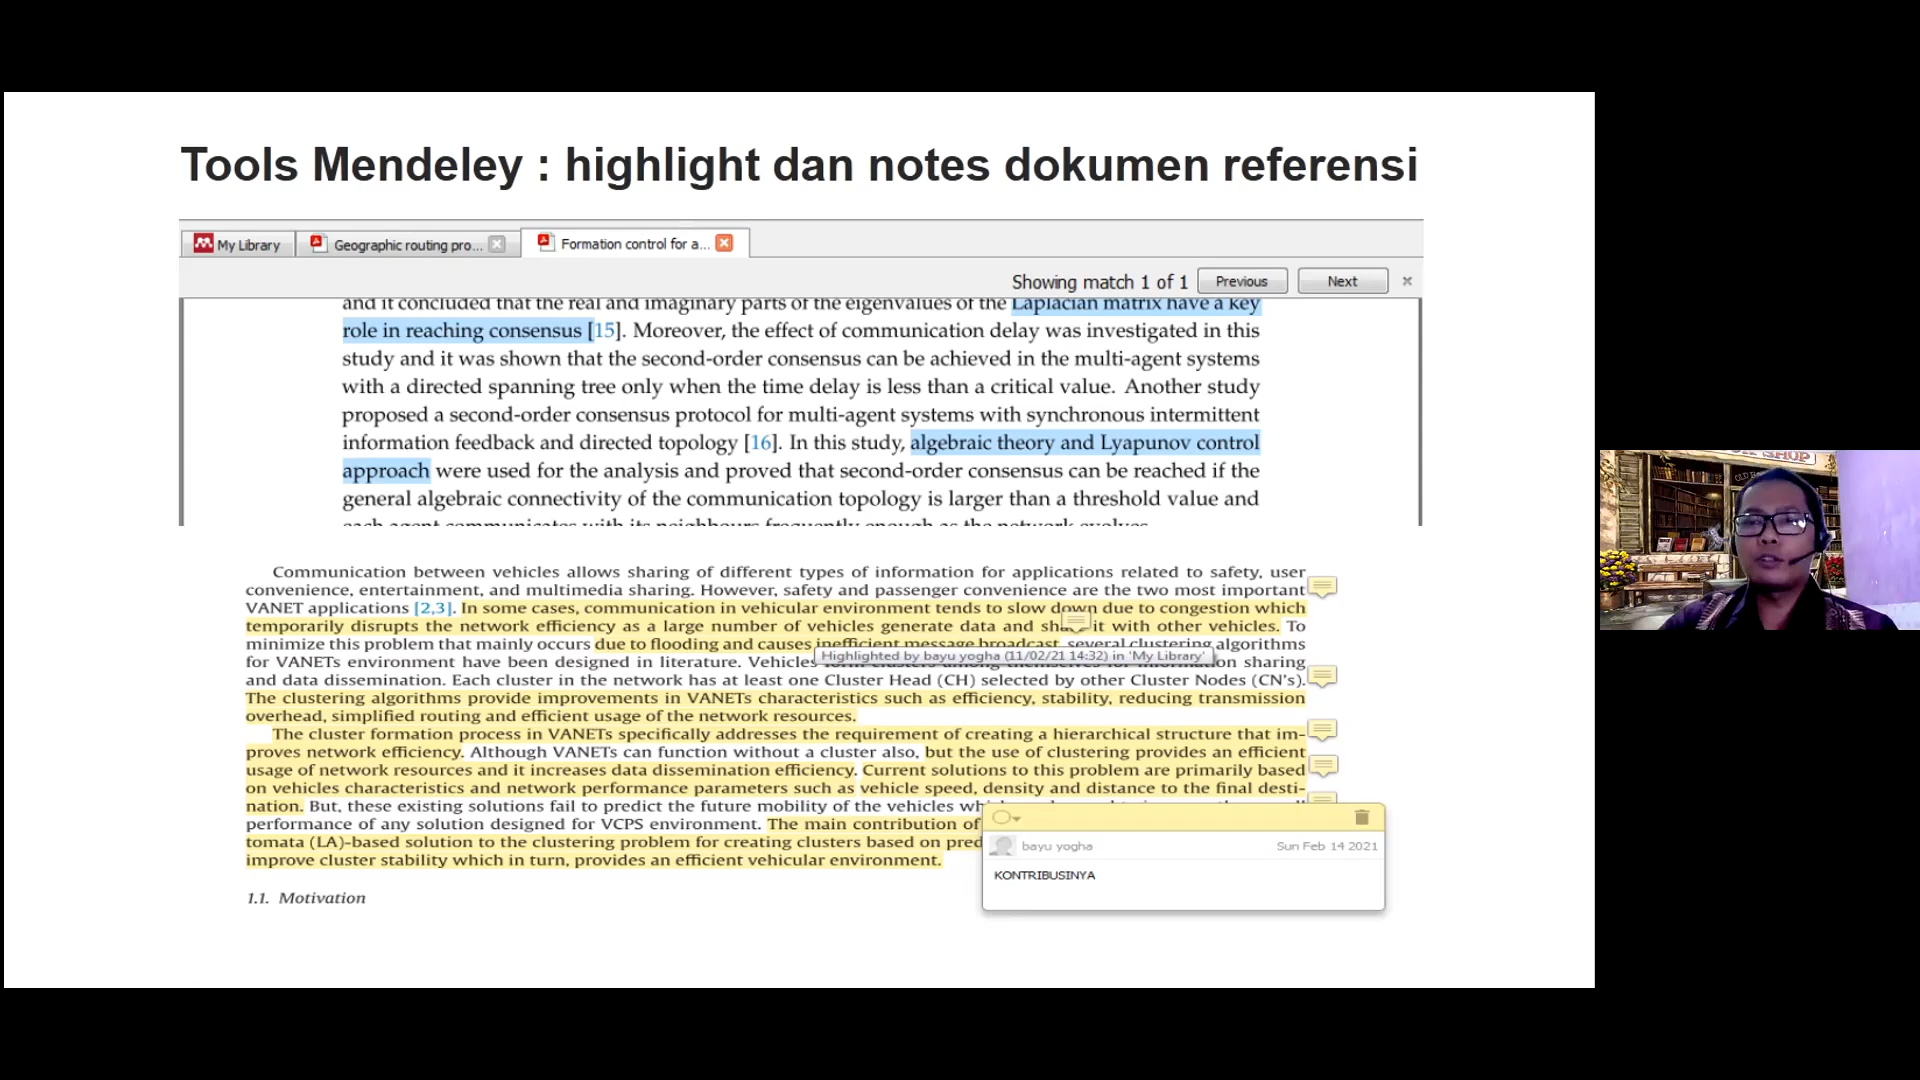 Tools Mendeley : highlight dan notes dokumen referensi
My Library
Geographic routing pro...
Formation control for a...
Showing match 1 of 1
Previous
Next
and it concluded that the real and imaginary parts of the eigenvalues of the Laplacian matrix have a key
role in reaching consensus [15]. Moreover, the effect of communication delay was investigated in this
study and it was shown that the second-order consensus can be achieved in the multi-agent systems
with a directed spanning tree only when the time delay is less than a critical value. Another study
proposed a second-order consensus protocol for multi-agent systems with synchronous intermittent
information feedback and directed topology [16]. In this study, algebraic theory and Lyapunov control
approach were used for the analysis and proved that second-order consensus can be reached if the
general algebraic connectivity of the communication topology is larger than a threshold value and
each agent communicates with its neighbours frequently enough as the network evolves.
Communication between vehicles allows sharing of different types of information for applications related to safety, user
convenience, entertainment, and multimedia sharing. However, safety and passenger convenience are the two most important
VANET applications [2,3]. In some cases, communication in vehicular environment tends to slow down due to congestion which
temporarily disrupts the network efficiency as a large number of vehicles generate data and share it with other vehicles. To
minimize this problem that mainly occurs due to flooding and causes inefficient message broadcast, several clustering algorithms
Highlighted by bayu yogha (11/02/21 14:32) in 'My Library'
for VANETs environment have been designed in literature. Vehicles form clusters among themselves for information sharing
and data dissemination. Each cluster in the network has at least one Cluster Head (CH) selected by other Cluster Nodes (CN's).
The clustering algorithms provide improvements in VANETs characteristics such as efficiency, stability, reducing transmission
overhead, simplified routing and efficient usage of the network resources.
The cluster formation process in VANETs specifically addresses the requirement of creating a hierarchical structure that im-
proves network efficiency. Although VANETs can function without a cluster also, but the use of clustering provides an efficient
usage of network resources and it increases data dissemination efficiency. Current solutions to this problem are primarily based
on vehicles characteristics and network performance parameters such as vehicle speed, density and distance to the final desti-
nation. But, these existing solutions fail to predict the future mobility of the vehicles
performance of any solution designed for VCPS environment. The main contribution of
tomata (LA)-based solution to the clustering problem for creating clusters based on pred
improve cluster stability which in turn, provides an efficient vehicular environment.
bayu yogha
Sun Feb 14 2021
KONTRIBUSINYA
1.1. Motivation
SHOP